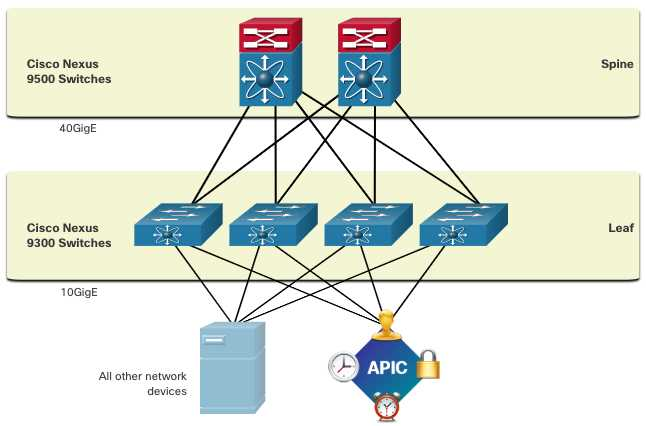 Cisco Nexus
9500 Switches
Spine
40GigE
Cisco Nexus
9300 Switches
Leaf
10GigE
All other network
devices
APIC